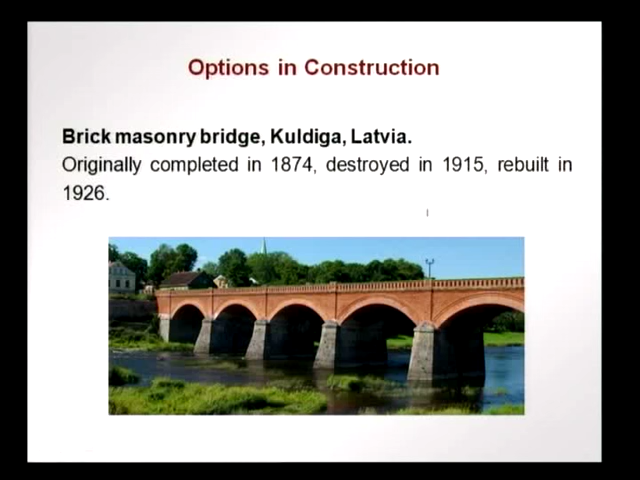 Options in Construction
Brick masonry bridge, Kuldiga, Latvia.
Originally completed in 1874, destroyed in 1915, rebuilt in
1926.